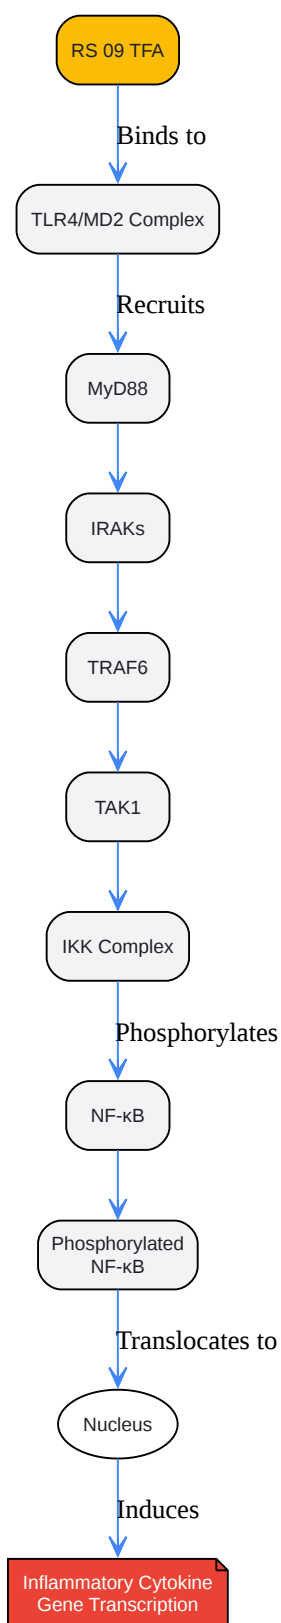 RS 09 TFA
Binds to
TLR4/MD2 Complex
Recruits
MyD88
IRAKs
TRAF6
TAK1
IKK Complex
Phosphorylates
NF-κB
Phosphorylated
NF-κB
Translocates to
Nucleus
Induces
Inflammatory Cytokine
Gene Transcription